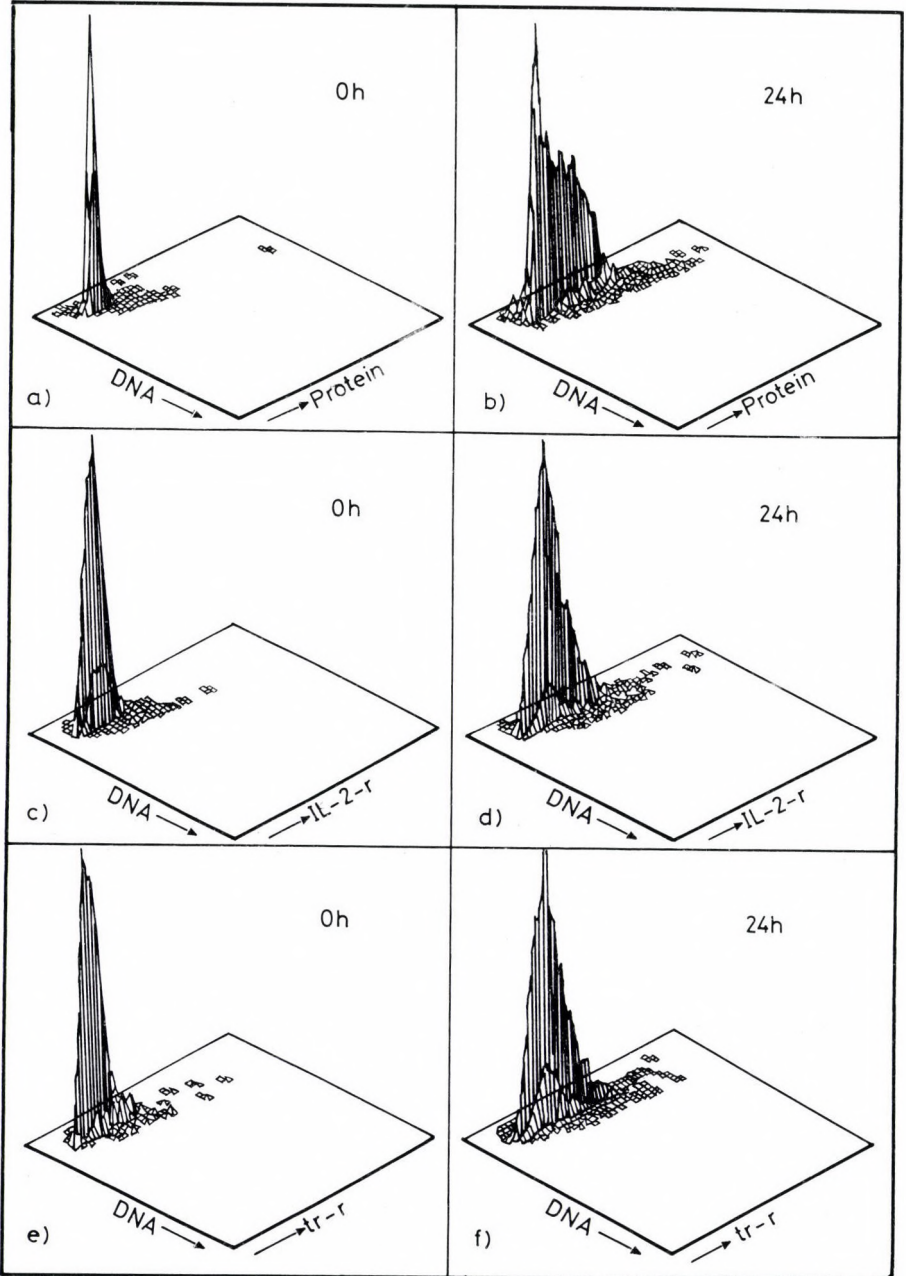 0h
DNA → → Protein
a)
24h
DNA → → Protein
b)
0h
DNA → → IL-2-r
c)
24h
DNA → → IL-2-r
d)
0h
DNA → → tr-r
e)
24h
DNA → → tr-r
f)